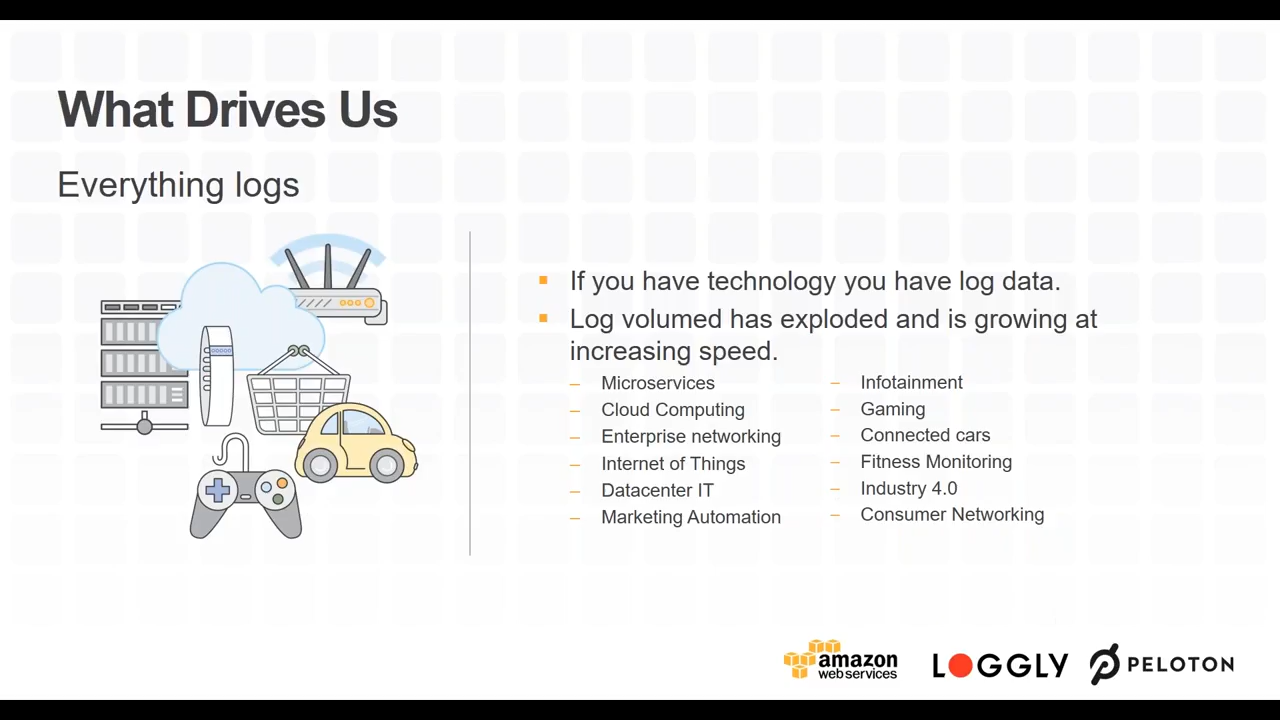 What Drives Us
Everything logs
If you have technology you have log data.
Log volumed has exploded and is growing at
increasing speed.
– Microservices
– Cloud Computing
– Enterprise networking
– Internet of Things
– Datacenter IT
– Marketing Automation
– Infotainment
– Gaming
– Connected cars
– Fitness Monitoring
– Industry 4.0
– Consumer Networking
amazon
webservices
LOGGLY
PELOTON